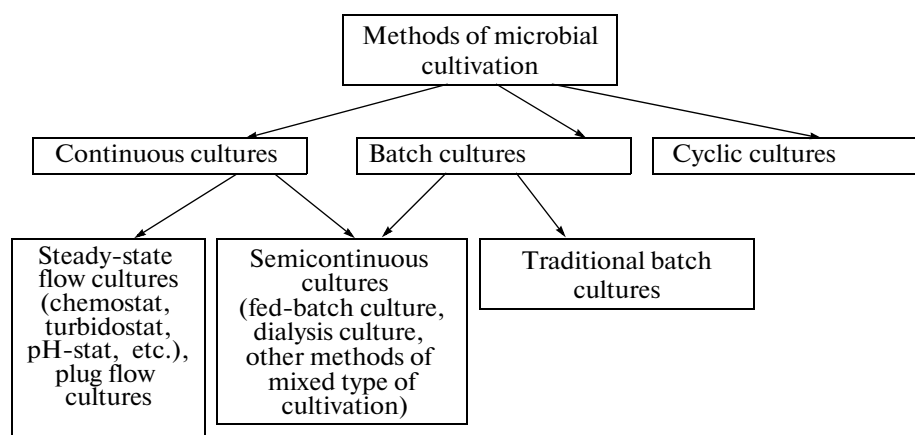 Methods of microbial
cultivation
Continuous cultures
Batch cultures
Cyclic cultures
Steady-state
flow cultures
(chemostat,
turbidostat,
pH-stat, etc.),
plug flow
cultures
Semicontinuous
cultures
(fed-batch culture,
dialysis culture,
other methods of
mixed type of
cultivation)
Traditional batch
cultures